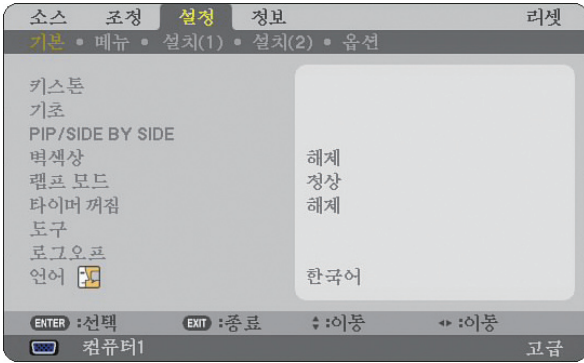 소스 조정 설정 정보 리셋
기본 • 메뉴 • 설치(1) • 설치(2) • 옵션
키스톤
기초
PIP/SIDE BY SIDE
벽색상 해제
램프 모드 정상
타이머 꺼짐 해제
도구
로그오프
언어 한국어
ENTER :선택 EXIT :종료 :이동 :이동
컴퓨터1 고급